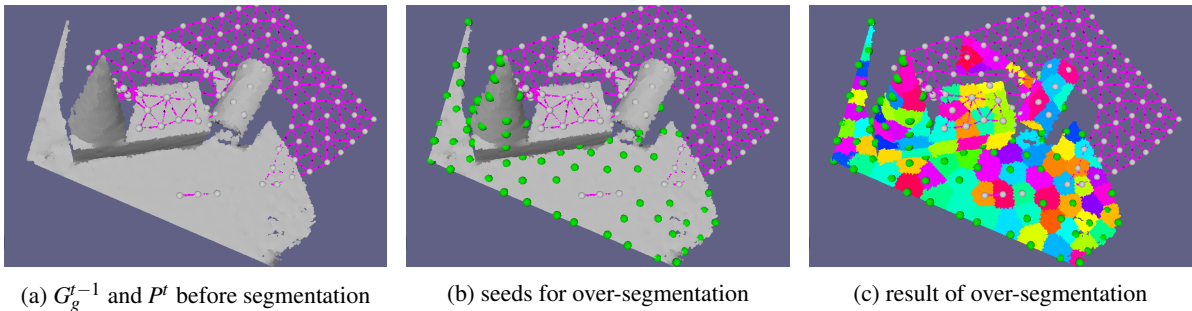 (a) $G_g^{t-1}$ and $P^t$ before segmentation
(b) seeds for over-segmentation
(c) result of over-segmentation